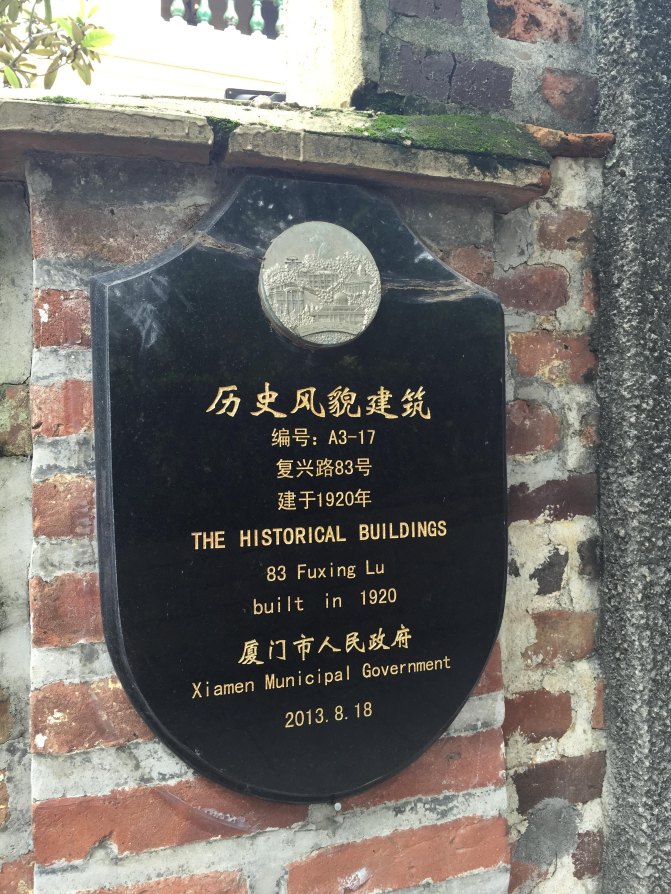 历史风貌建筑
编号：A3-17
复兴路83号
建于1920年
THE HISTORICAL BUILDINGS
83 Fuxing Lu
built in 1920
厦门市人民政府
Xiamen Municipal Government
2013.8.18